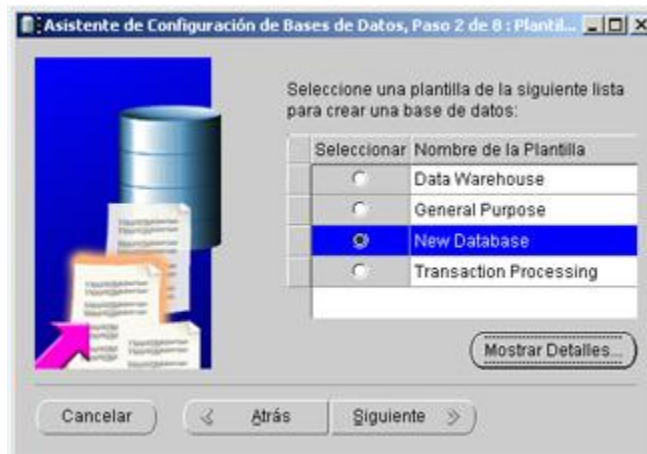 Asistente de Configuración de Bases de Datos, Paso 2 de 8 : Plantil...
Seleccione una plantilla de la siguiente lista
para crear una base de datos:
Seleccionar Nombre de la Plantilla
Data Warehouse
General Purpose
New Database
Transaction Processing
Mostrar Detalles...
Cancelar
Atrás
Siguiente